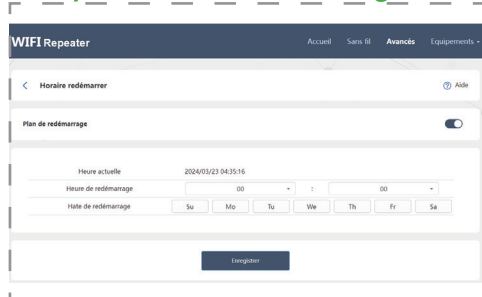 WIFI Repeater Accueil Sans fil Avancés Equipements
Horaire redémarrer Aide
Plan de redémarrage
Heure actuelle 2024/03/23 04:35:16
Heure de redémarrage 00 : 00
Hate de redémarrage Su Mo Tu We Th Fr Sa
Enregistrer